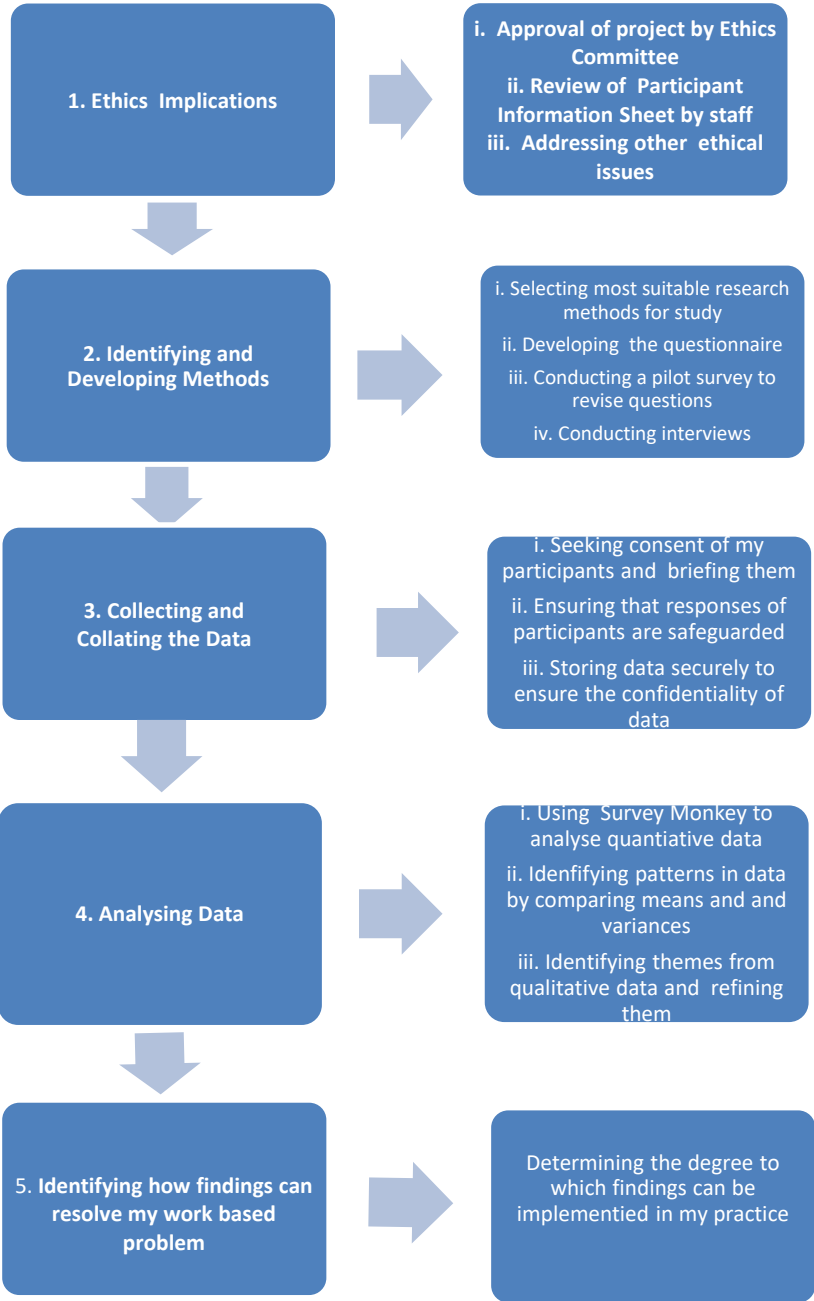 1. Ethics Implications
i. Approval of project by Ethics
Committee
ii. Review of Participant
Information Sheet by staff
iii. Addressing other ethical
issues
2. Identifying and
Developing Methods
i. Selecting most suitable research
methods for study
ii. Developing the questionnaire
iii. Conducting a pilot survey to
revise questions
iv. Conducting interviews
3. Collecting and
Collating the Data
i. Seeking consent of my
participants and briefing them
ii. Ensuring that responses of
participants are safeguarded
iii. Storing data securely to
ensure the confidentiality of
data
4. Analysing Data
i. Using Survey Monkey to
analyse quantiative data
ii. Idenfifying patterns in data
by comparing means and and
variances
iii. Identifying themes from
qualitative data and refining
them
5. Identifying how findings can
resolve my work based
problem
Determining the degree to
which findings can be
implementied in my practice